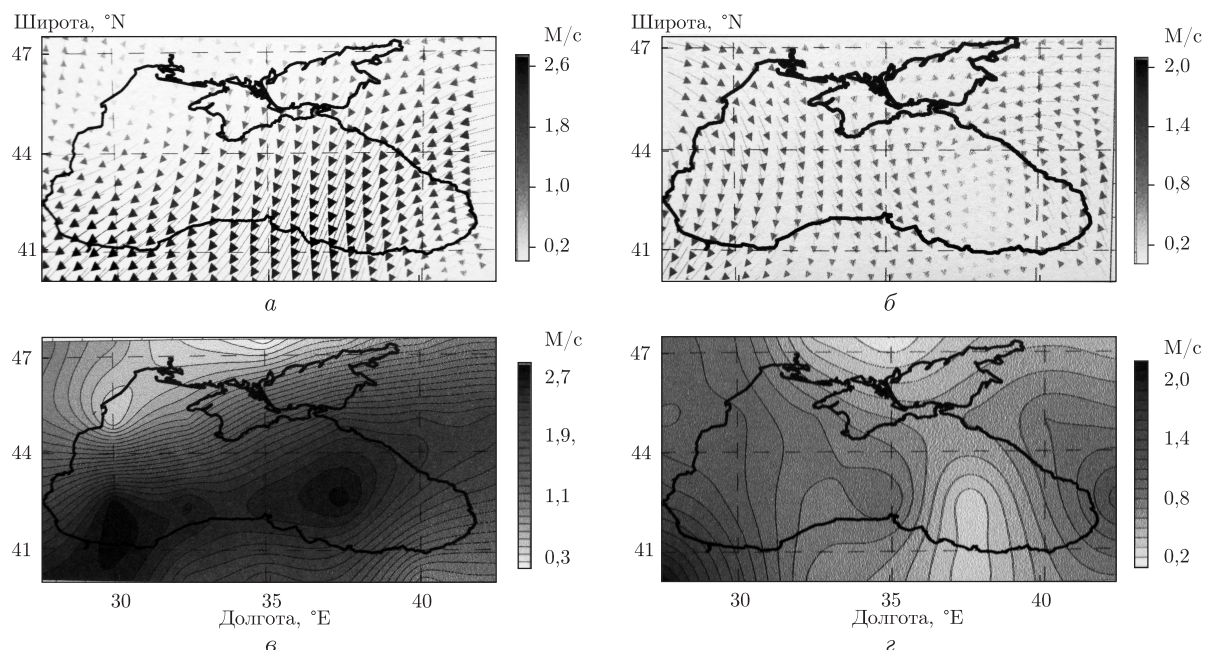 Широта, °N
М/с
47
44
41
2,6
1,8
1,0
0,2
а
Широта, °N
М/с
47
44
41
2,0
1,4
0,8
0,2
б
М/с
47
44
41
2,7
1,9,
1,1
0,3
30 35 40
Долгота, °E
в
М/с
47
44
41
2,0
1,4
0,8
0,2
30 35 40
Долгота, °E
г